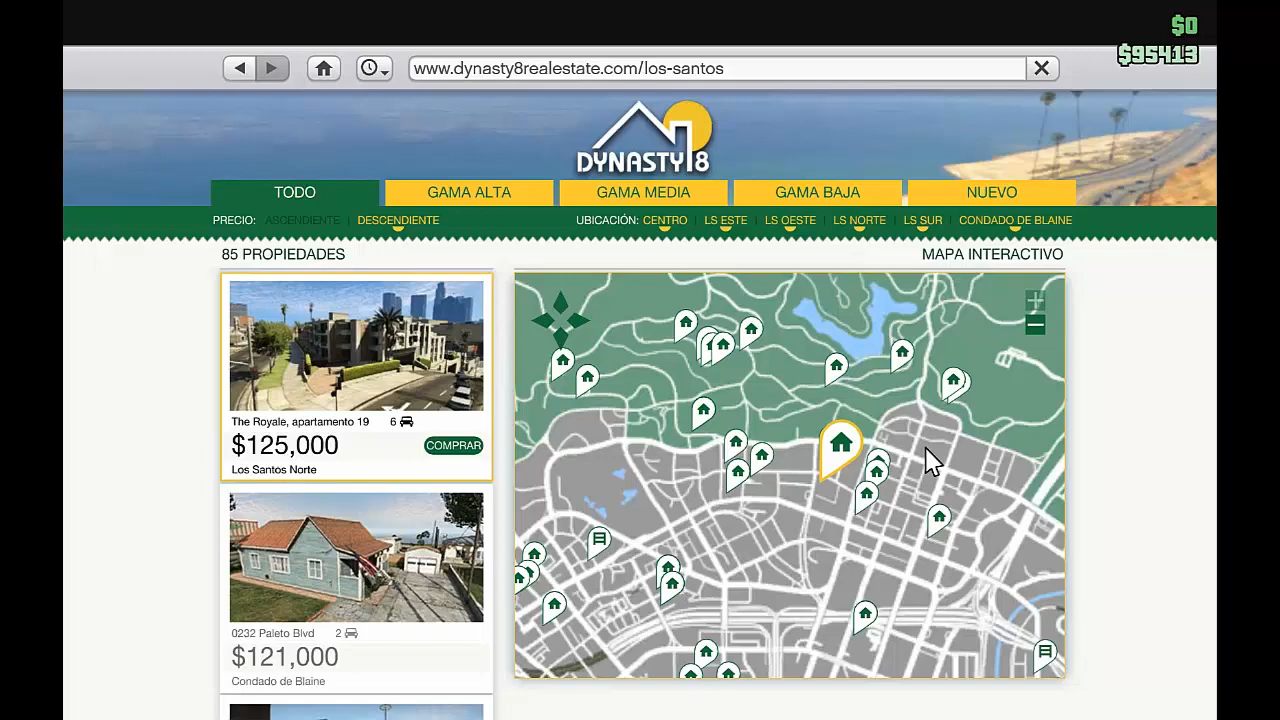 $0
$95413
www.dynasty8realestate.com/los-santos
DYNASTY 8
TODO
GAMA ALTA
GAMA MEDIA
GAMA BAJA
NUEVO
PRECIO: ASCENDIENTE | DESCENDIENTE
UBICACIÓN: CENTRO | LS ESTE | LS OESTE | LS NORTE | LS SUR | CONDADO DE BLAINE
85 PROPIEDADES
MAPA INTERACTIVO
The Royale, apartamento 19 6
$125,000
COMPRAR
Los Santos Norte
0232 Paleto Blvd 2
$121,000
Condado de Blaine